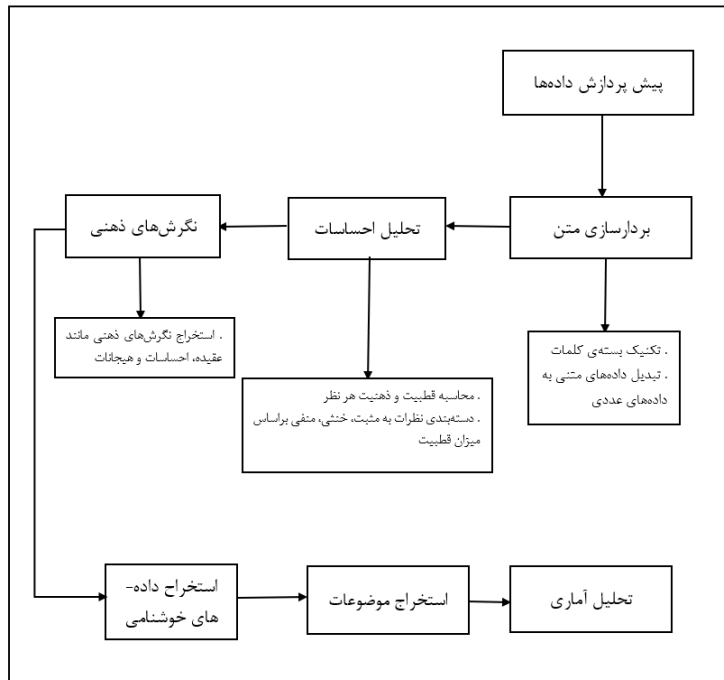 پیش پردازش داده‌ها
بردارسازی متن
تحلیل احساسات
نگرش‌های ذهنی
. تکنیک بسته‌ی کلمات
. تبدیل داده‌های متنی به
داده‌های عددی
. محاسبه قطبیت و ذهنیت هر نظر
. دسته‌بندی نظرات به مثبت، خنثی، منفی براساس
میزان قطبیت
. استخراج نگرش‌های ذهنی مانند
عقیده، احساسات و هیجانات
استخراج داده-
های خوشنامی
استخراج موضوعات
تحلیل آماری